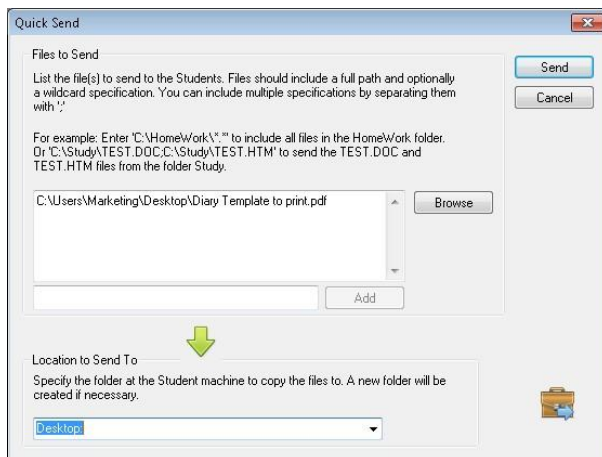 Quick Send
Files to Send
List the file(s) to send to the Students. Files should include a full path and optionally
a wildcard specification. You can include multiple specifications by separating them
with ';'
For example: Enter 'C:\HomeWork\*.*' to include all files in the HomeWork folder.
Or 'C:\Study\TEST.DOC;C:\Study\TEST.HTM' to send the TEST.DOC and
TEST.HTM files from the folder Study.
C:\Users\Marketing\Desktop\Diary Template to print.pdf
Browse
Add
Send
Cancel
Location to Send To
Specify the folder at the Student machine to copy the files to. A new folder will be
created if necessary.
Desktop: